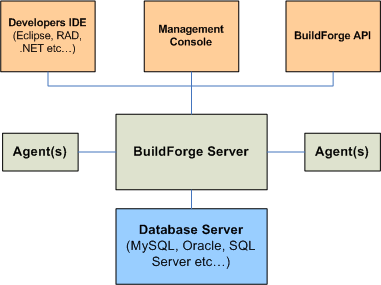 Developers IDE
(Eclipse, RAD,
.NET etc...)
Management
Console
BuildForge API
Agent(s)
BuildForge Server
Agent(s)
Database Server
(MySQL, Oracle, SQL
Server etc...)